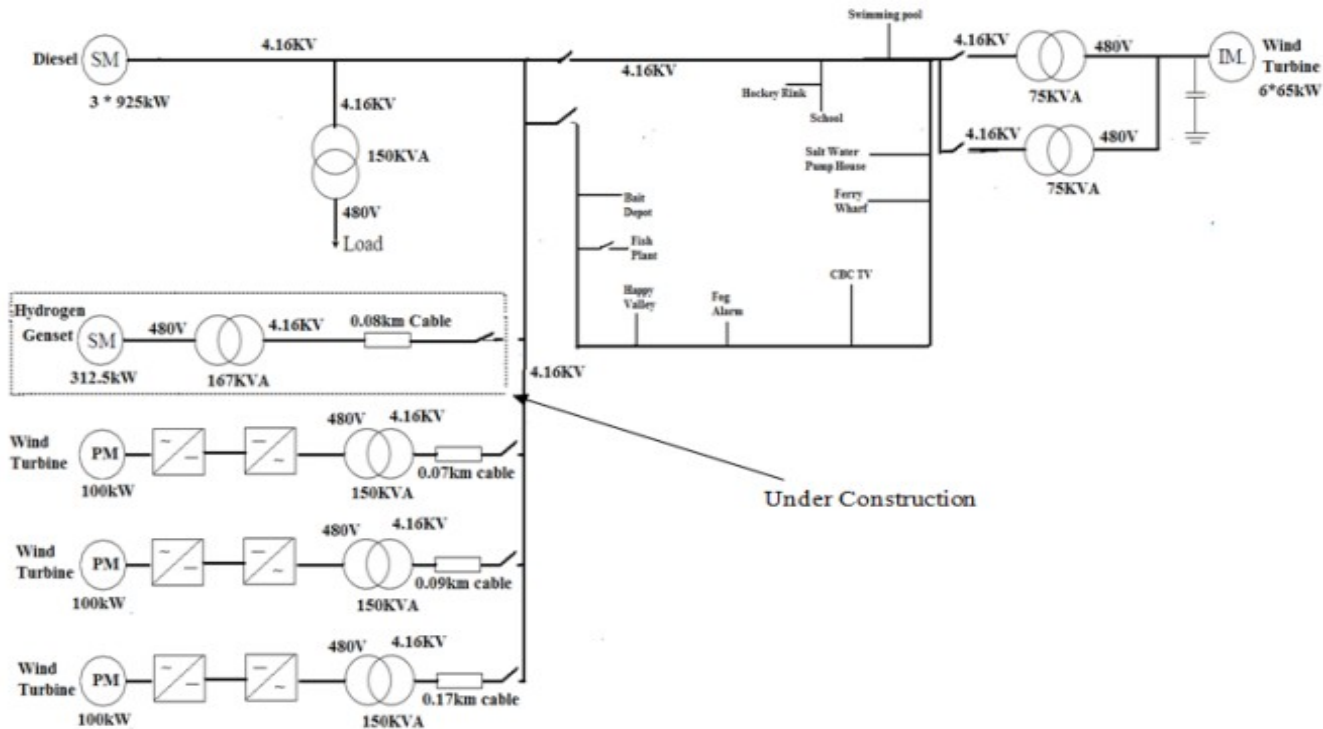 Swimming pool
Diesel
SM
3 * 925kW
4.16KV
4.16KV
150KVA
480V
Load
4.16KV
Hockey Rink
School
Salt Water
Pump House
Ferry
Wharf
4.16KV
480V
75KVA
4.16KV
480V
75KVA
IM.
Wind
Turbine
6*65kW
Bait
Depot
Fish
Plant
Happy
Valley
Fog
Alarm
CBC TV
Hydrogen
Genset
SM
312.5kW
480V
4.16KV
167KVA
0.08km Cable
4.16KV
Under Construction
Wind
Turbine
PM
100kW
480V
4.16KV
150KVA
0.07km cable
Wind
Turbine
PM
100kW
480V
4.16KV
150KVA
0.09km cable
Wind
Turbine
PM
100kW
480V
4.16KV
150KVA
0.17km cable